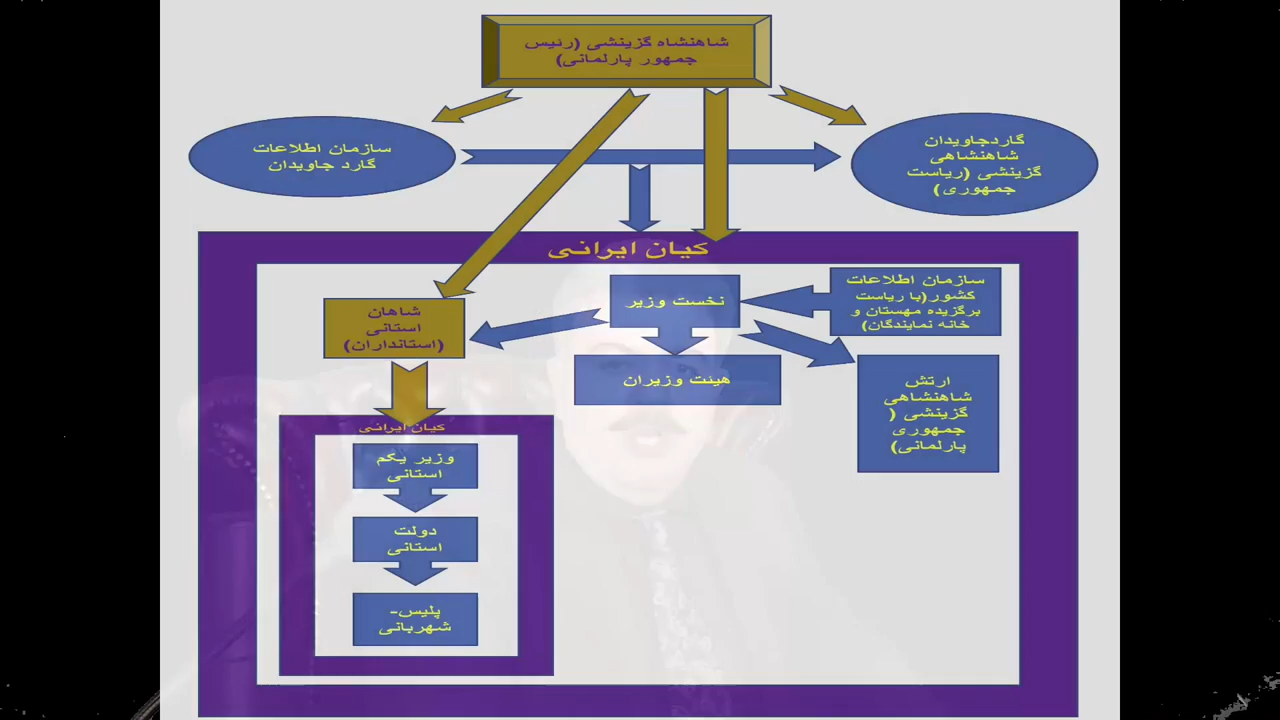 شاهنشاه گزینشی (رئیس
جمهور پارلمانی)
سازمان اطلاعات
گارد جاویدان
گاردجاویدان
شاهنشاهی
گزینشی (ریاست
جمهوری)
کیان ایرانی
سازمان اطلاعات
کشور(با ریاست
برگزیده مهستان و
خانه نمایندگان)
نخست وزیر
شاهان
استانی
(استانداران)
هیئت وزیران
ارتش
شاهنشاهی
گزینشی (
جمهوری
پارلمانی)
کیان ایرانی
وزیر یکم
استانی
دولت
استانی
پلیس-
شهربانی